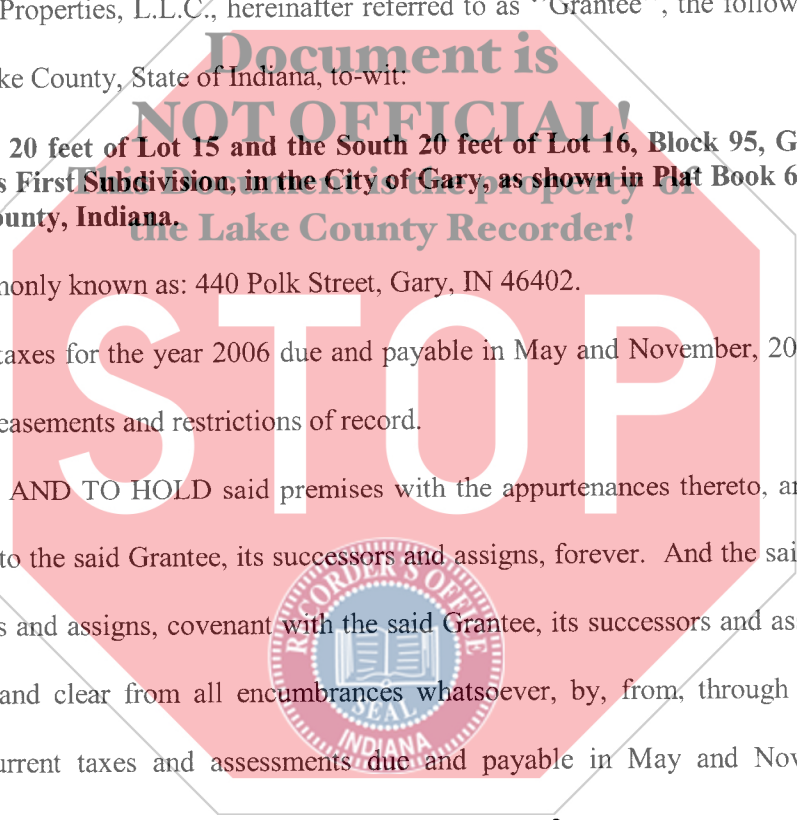 Properties, L.L.C., hereinafter referred to as "Grantee", the follow
Document is
ke County, State of Indiana, to-wit:
NOT OFFICIAL!
20 feet of Lot 15 and the South 20 feet of Lot 16, Block 95, G
s First Subdivision, in the City of Gary, as shown in Plat Book 6
This Document is the property of
ounty, Indiana.
the Lake County Recorder!
monly known as: 440 Polk Street, Gary, IN 46402.
STOP
taxes for the year 2006 due and payable in May and November, 20
easements and restrictions of record.
AND TO HOLD said premises with the appurtenances thereto, a
to the said Grantee, its successors and assigns, forever. And the sai
RECORDER'S OFFICE
s and assigns, covenant with the said Grantee, its successors and as
and clear from all encumbrances whatsoever, by, from, through
SEAL
INDIANA
urrent taxes and assessments due and payable in May and Nov